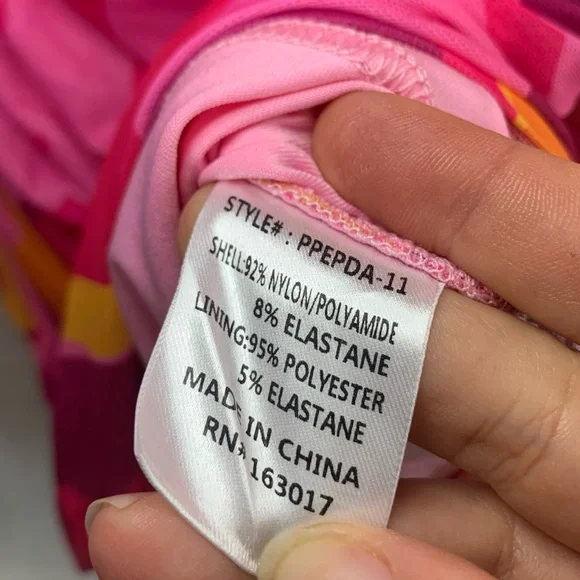 STYLE#: PPEPDA-11
SHELL:92% NYLON/POLYAMIDE
8% ELASTANE
LINING:95% POLYESTER
5% ELASTANE
MADE IN CHINA
RN# 163017